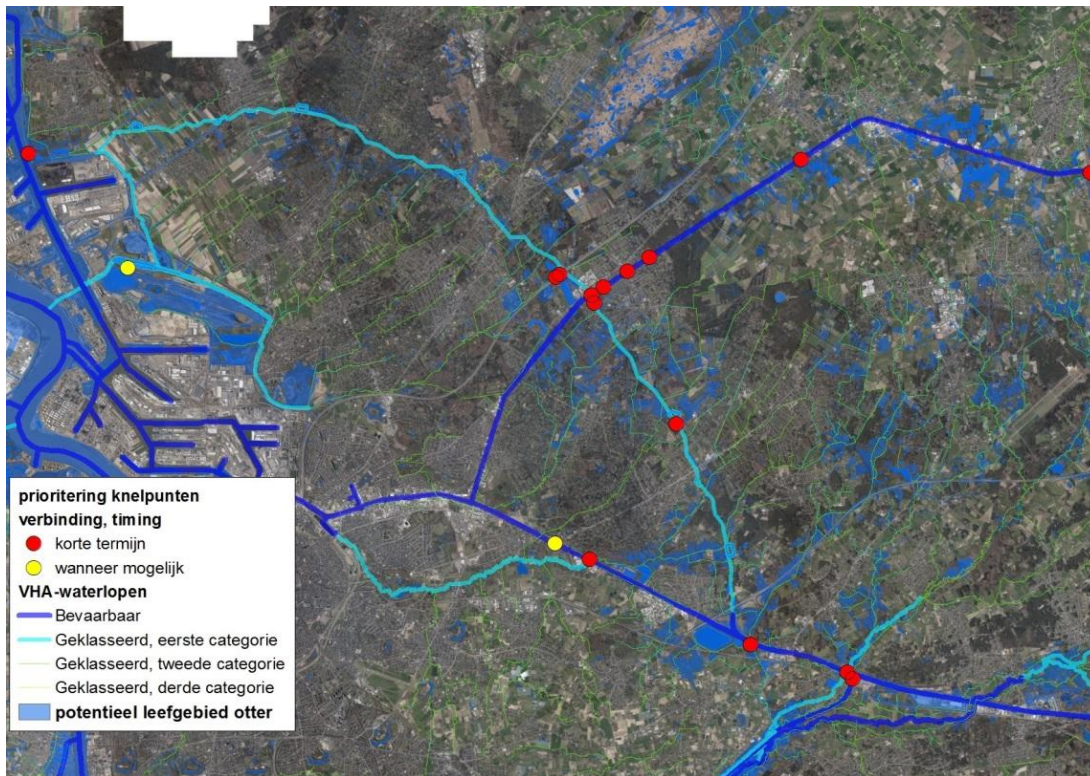 prioritering knelpunten
verbinding, timing
korte termijn
wanneer mogelijk
VHA-waterlopen
Bevaarbaar
Geklasseerd, eerste categorie
Geklasseerd, tweede categorie
Geklasseerd, derde categorie
potentieel leefgebied otter